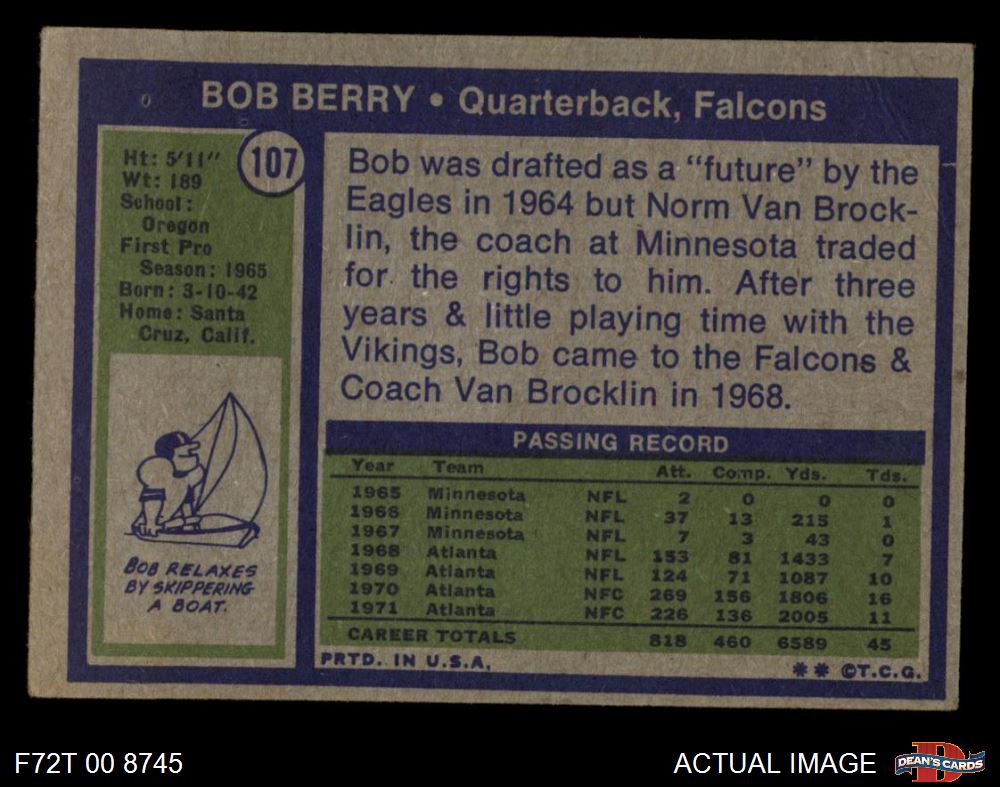 BOB BERRY • Quarterback, Falcons
107
Ht: 5'11"
Wt: 189
School:
Oregon
First Pro
Season: 1965
Born: 3-10-42
Home: Santa
Cruz, Calif.
BOB RELAXES
BY SKIPPERING
A BOAT.
Bob was drafted as a "future" by the
Eagles in 1964 but Norm Van Brock-
lin, the coach at Minnesota traded
for the rights to him. After three
years & little playing time with the
Vikings, Bob came to the Falcons &
Coach Van Brocklin in 1968.
PASSING RECORD
Year Team Att. Comp. Yds. Tds.
1965 Minnesota NFL 2 0 0 0
1966 Minnesota NFL 37 13 215 1
1967 Minnesota NFL 7 3 43 0
1968 Atlanta NFL 153 81 1433 7
1969 Atlanta NFL 124 71 1087 10
1970 Atlanta NFC 269 156 1806 16
1971 Atlanta NFC 226 136 2005 11
CAREER TOTALS 818 460 6589 45
PRTD. IN U.S.A. ** ©T.C.G.
F72T 00 8745 ACTUAL IMAGE DEAN'S CARDS